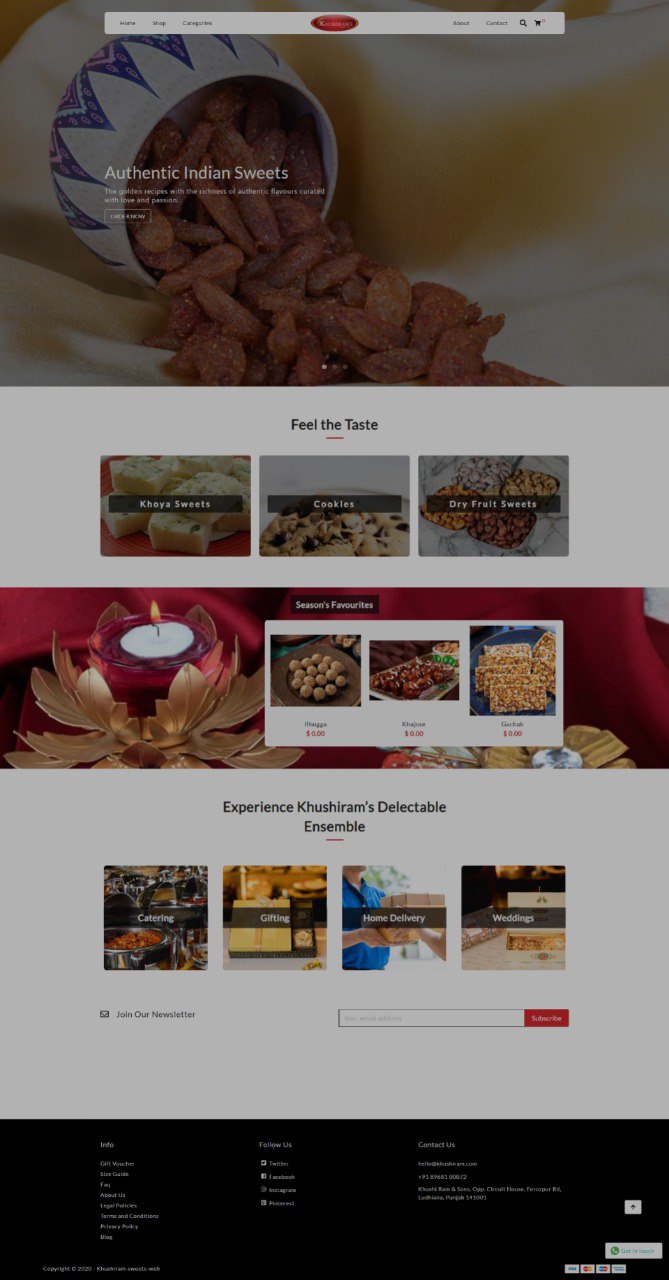 Home Shop Categories KHUSHIRAM'S About Contact 0
Authentic Indian Sweets
The golden recipes with the richness of authentic flavours curated
with love and passion.
ORDER NOW
Feel the Taste
Khoya Sweets Cookies Dry Fruit Sweets
Season's Favourites
Bhugga Khajoor Gachak
$ 0.00 $ 0.00 $ 0.00
Experience Khushiram's Delectable
Ensemble
Catering Gifting Home Delivery Weddings
Join Our Newsletter Your email address Subscribe
Info Follow Us Contact Us
Gift Voucher Twitter hello@khushiram.com
Size Guide Facebook +91 89681 00072
Faq Instagram Khushi Ram & Sons, Opp. Circuit House, Ferozpur Rd,
About Us Pinterest Ludhiana, Punjab 141001
Legal Policies
Terms and Conditions
Privacy Policy
Blog
Get in touch
Copyright © 2020 - Khushiram-sweets-web VISA